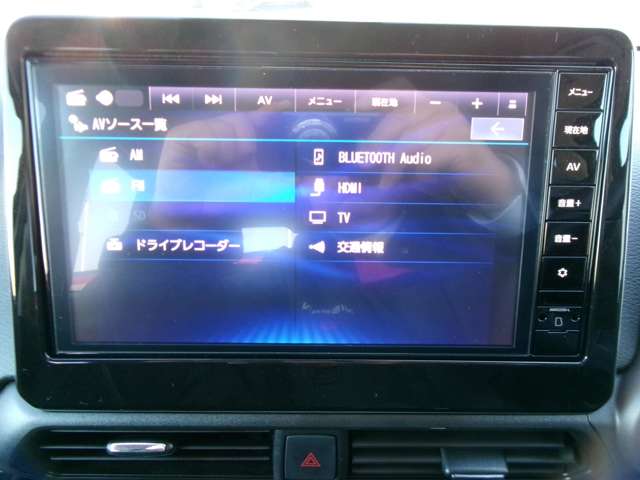 AV メニュー 現在地 － ＋
AVソース一覧
AM
BLUETOOTH Audio
FM
HDMI
SD
TV
ドライブレコーダー
交通情報
メニュー
現在地
AV
音量＋
音量－